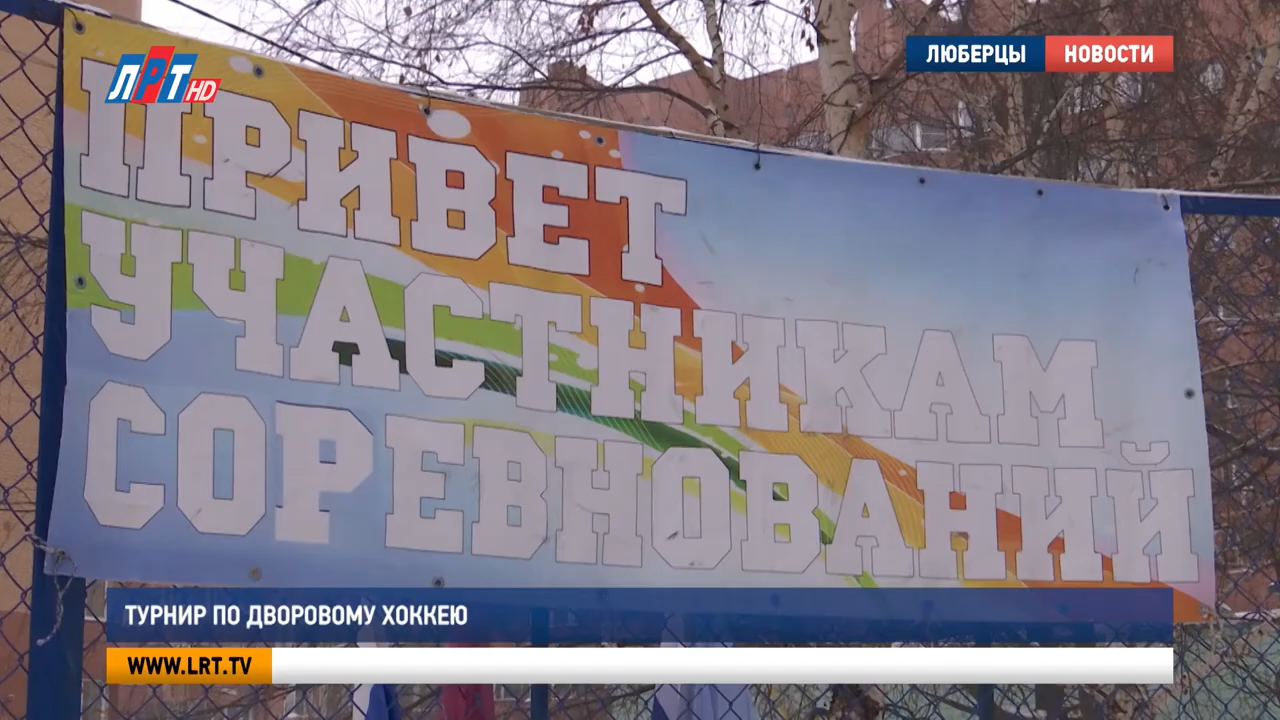 ЛРТ HD
ЛЮБЕРЦЫ НОВОСТИ
ПРИВЕТ
УЧАСТНИКАМ
СОРЕВНОВАНИЙ
ТУРНИР ПО ДВОРОВОМУ ХОККЕЮ
WWW.LRT.TV